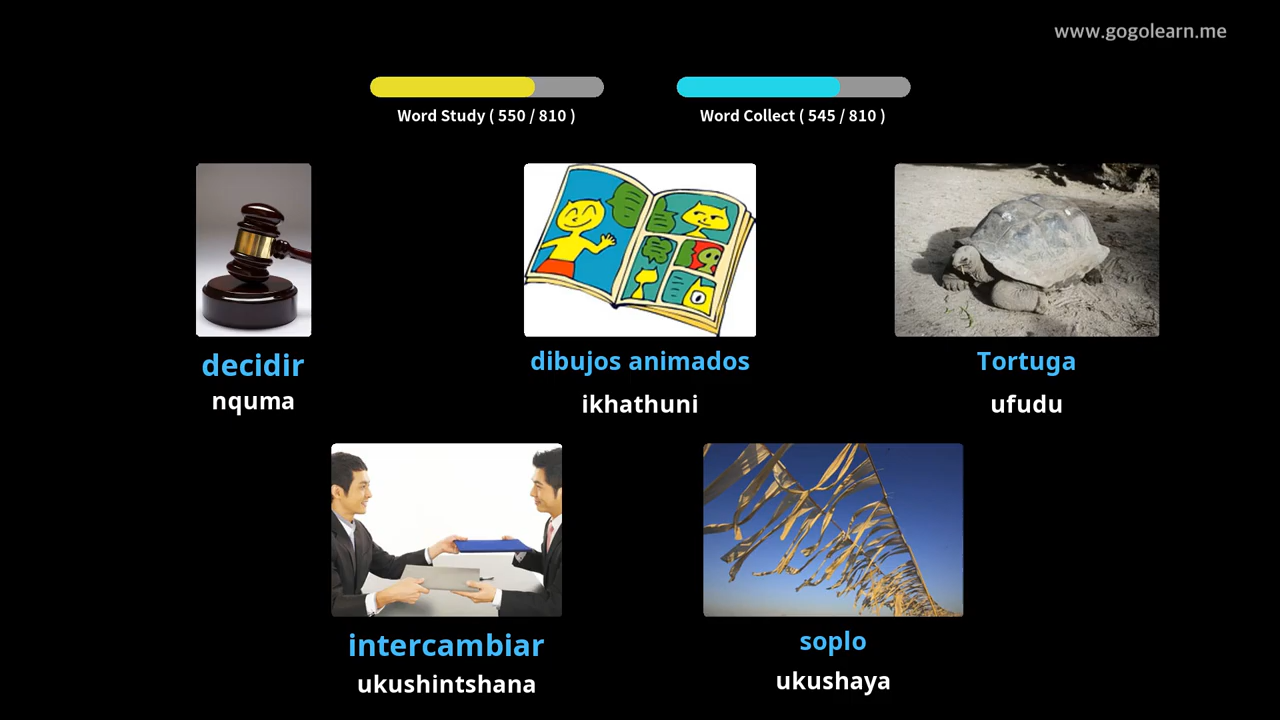 www.gogolearn.me
Word Study ( 550 / 810 )
Word Collect ( 545 / 810 )
decidir
nquma
dibujos animados
ikhathuni
Tortuga
ufudu
intercambiar
ukushintshana
soplo
ukushaya